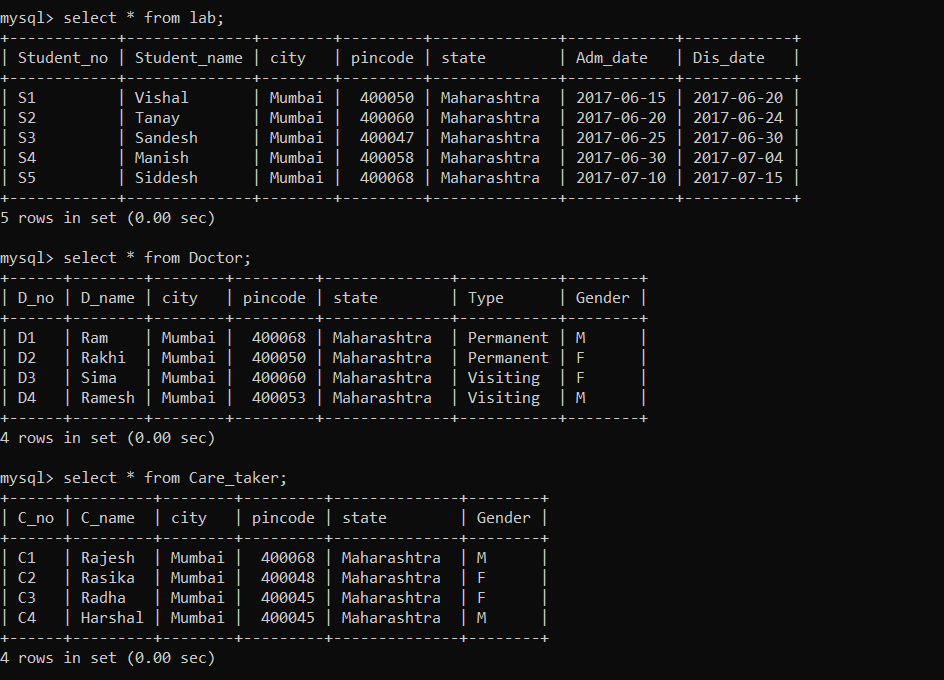 mysql> select * from lab;
+------------+--------------+--------+---------+--------------+------------+------------+
| Student_no | Student_name | city   | pincode | state        | Adm_date   | Dis_date   |
+------------+--------------+--------+---------+--------------+------------+------------+
| S1         | Vishal       | Mumbai |  400050 | Maharashtra  | 2017-06-15 | 2017-06-20 |
| S2         | Tanay        | Mumbai |  400060 | Maharashtra  | 2017-06-20 | 2017-06-24 |
| S3         | Sandesh      | Mumbai |  400047 | Maharashtra  | 2017-06-25 | 2017-06-30 |
| S4         | Manish       | Mumbai |  400058 | Maharashtra  | 2017-06-30 | 2017-07-04 |
| S5         | Siddesh      | Mumbai |  400068 | Maharashtra  | 2017-07-10 | 2017-07-15 |
+------------+--------------+--------+---------+--------------+------------+------------+
5 rows in set (0.00 sec)
mysql> select * from Doctor;
+------+--------+--------+---------+--------------+-----------+--------+
| D_no | D_name | city   | pincode | state        | Type      | Gender |
+------+--------+--------+---------+--------------+-----------+--------+
| D1   | Ram    | Mumbai |  400068 | Maharashtra  | Permanent | M      |
| D2   | Rakhi  | Mumbai |  400050 | Maharashtra  | Permanent | F      |
| D3   | Sima   | Mumbai |  400060 | Maharashtra  | Visiting  | F      |
| D4   | Ramesh | Mumbai |  400053 | Maharashtra  | Visiting  | M      |
+------+--------+--------+---------+--------------+-----------+--------+
4 rows in set (0.00 sec)
mysql> select * from Care_taker;
+------+---------+--------+---------+--------------+--------+
| C_no | C_name  | city   | pincode | state        | Gender |
+------+---------+--------+---------+--------------+--------+
| C1   | Rajesh  | Mumbai |  400068 | Maharashtra  | M      |
| C2   | Rasika  | Mumbai |  400048 | Maharashtra  | F      |
| C3   | Radha   | Mumbai |  400045 | Maharashtra  | F      |
| C4   | Harshal | Mumbai |  400045 | Maharashtra  | M      |
+------+---------+--------+---------+--------------+--------+
4 rows in set (0.00 sec)